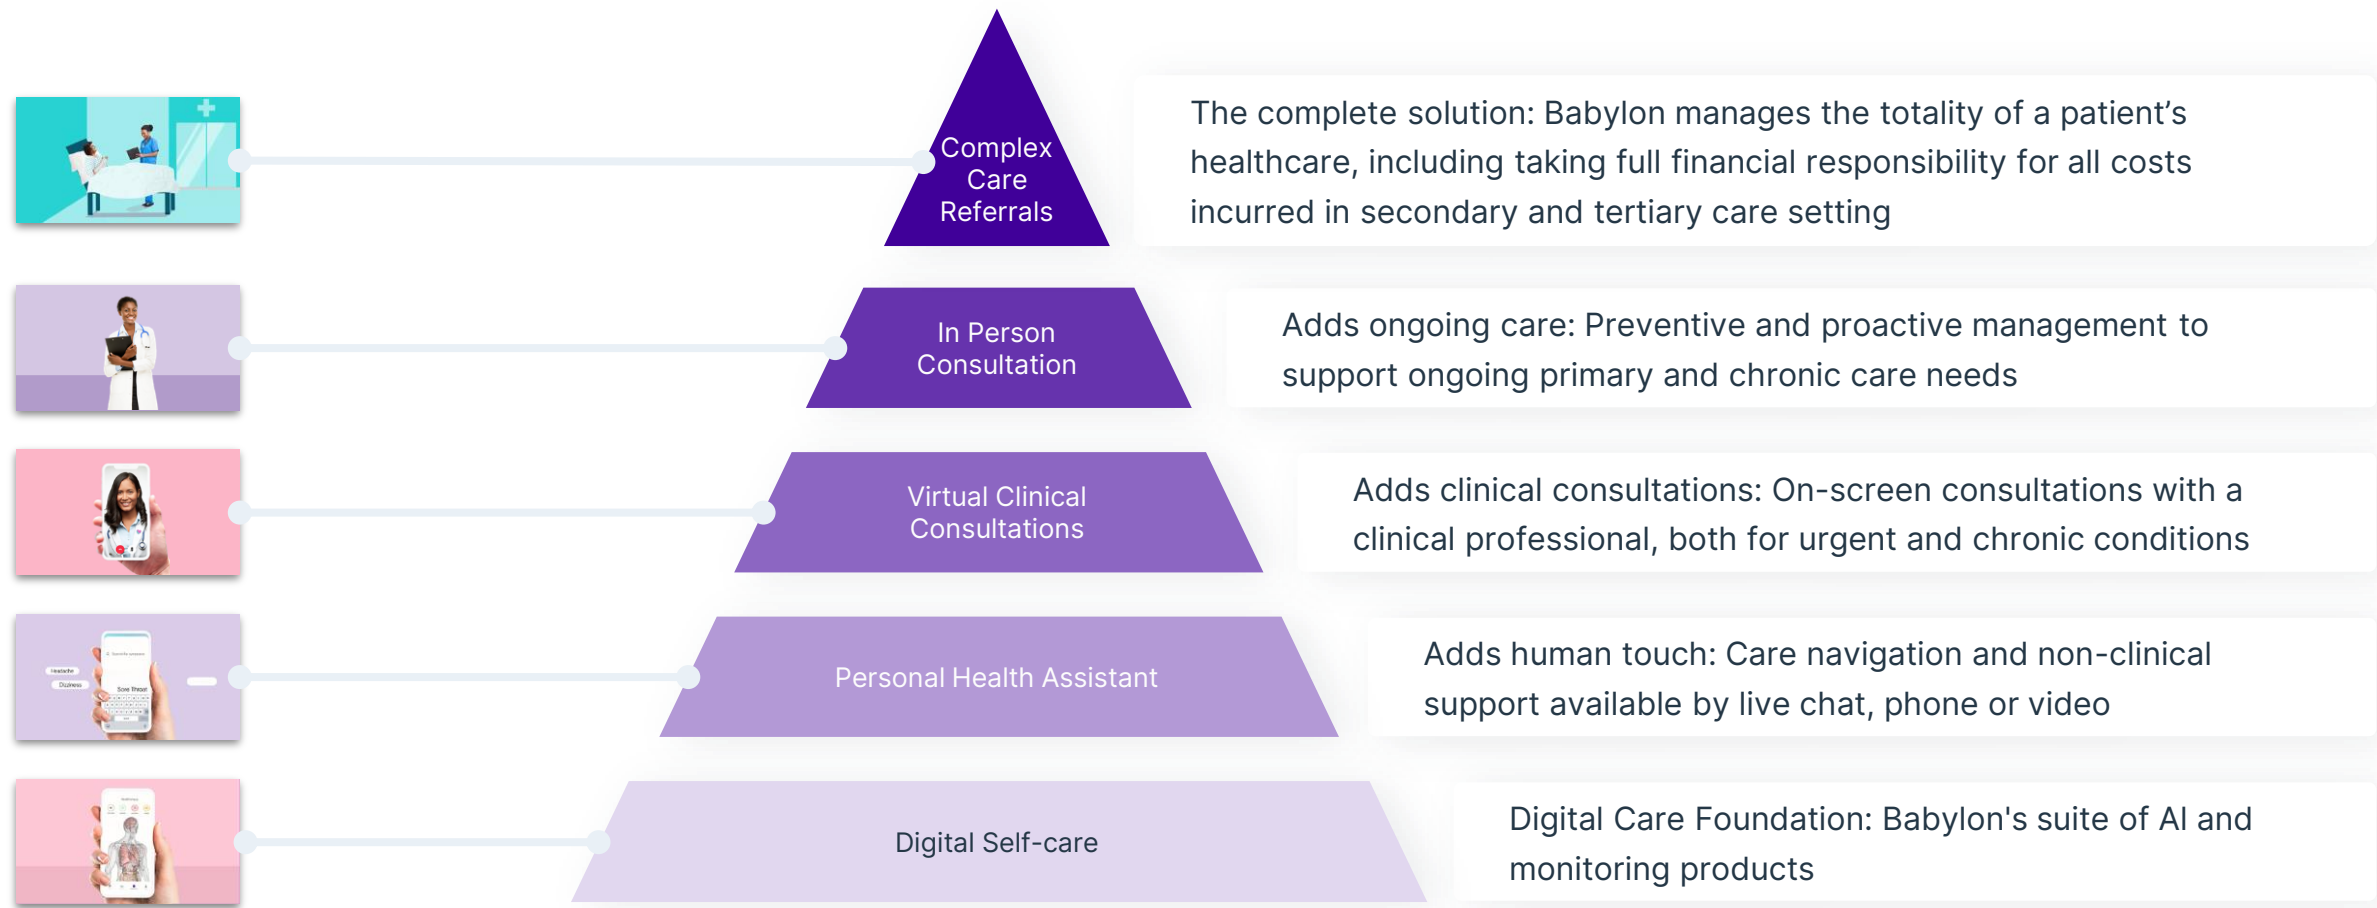 Complex
Care
Referrals
The complete solution: Babylon manages the totality of a patient’s
healthcare, including taking full financial responsibility for all costs
incurred in secondary and tertiary care setting
In Person
Consultation
Adds ongoing care: Preventive and proactive management to
support ongoing primary and chronic care needs
Virtual Clinical
Consultations
Adds clinical consultations: On-screen consultations with a
clinical professional, both for urgent and chronic conditions
Headache
Dizziness
Sore Throat
Personal Health Assistant
Adds human touch: Care navigation and non-clinical
support available by live chat, phone or video
Digital Self-care
Digital Care Foundation: Babylon's suite of AI and
monitoring products